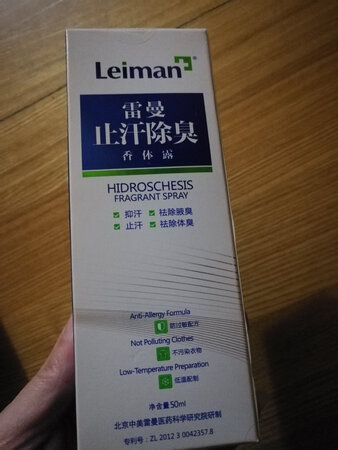 Leiman®
雷曼
止汗除臭
香体露
HIDROSCHESIS
FRAGRANT SPRAY
抑汗 祛除腋臭
止汗 祛除体臭
Anti-Allergy Formula
防过敏配方
Not Polluting Clothes
不污染衣物
Low-Temperature Preparation
低温配制
净含量50ml
北京中美雷曼医药科学研究院研制
专利号：ZL 2012 3 0042357.8